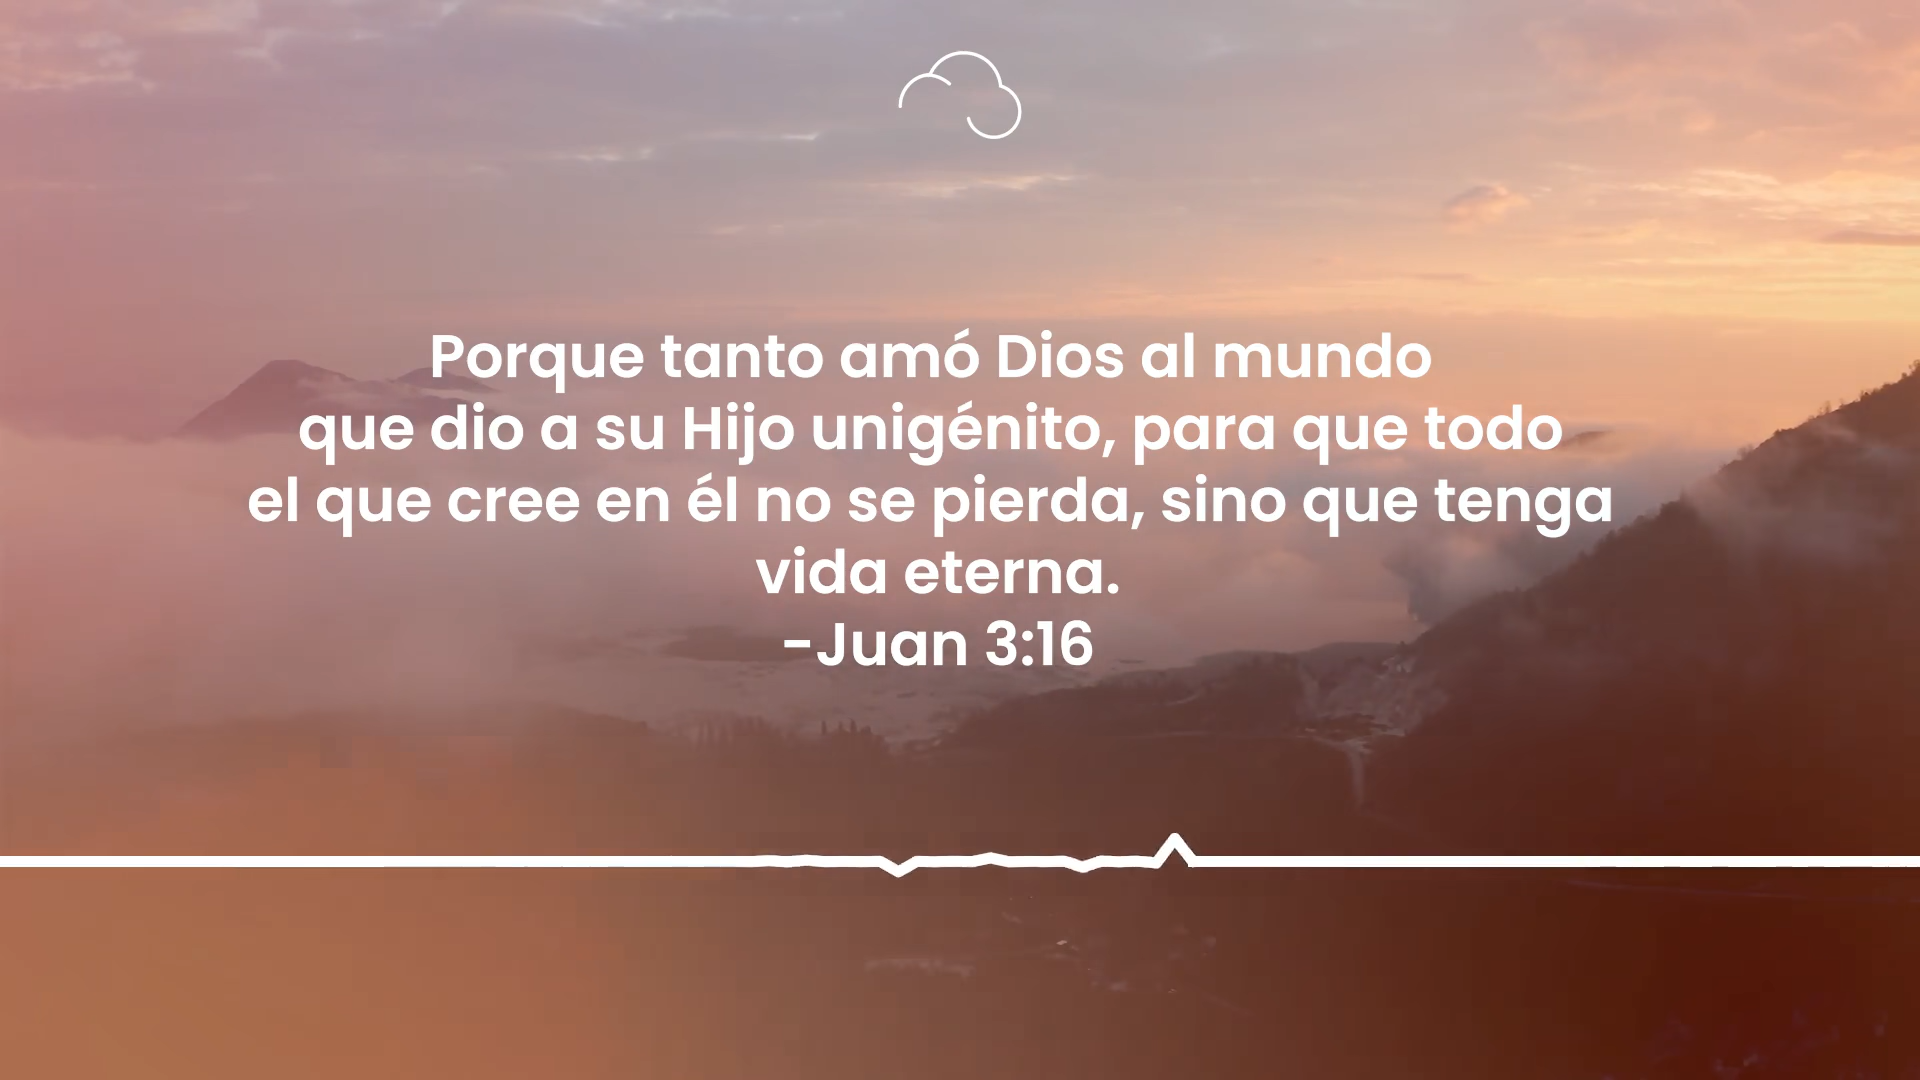 Porque tanto amó Dios al mundo
que dio a su Hijo unigénito, para que todo
el que cree en él no se pierda, sino que tenga
vida eterna.
-Juan 3:16